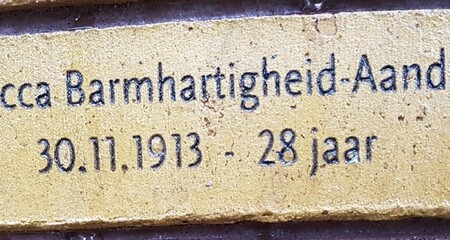 cca Barmhartigheid-Aand
30.11.1913 - 28 jaar